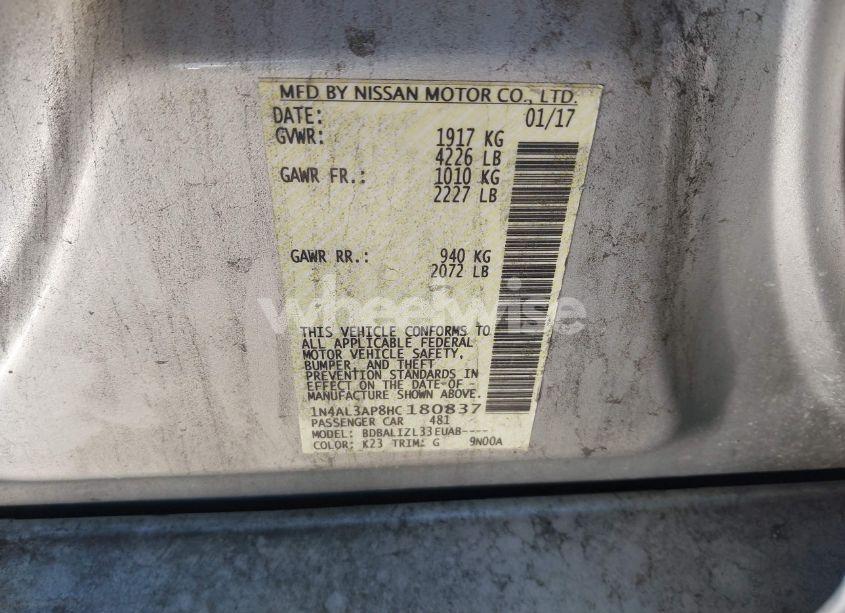 MFD BY NISSAN MOTOR CO., LTD.
DATE: 01/17
GVWR: 1917 KG
4226 LB
GAWR FR.: 1010 KG
2227 LB
GAWR RR.: 940 KG
2072 LB
wheelwise
THIS VEHICLE CONFORMS TO
ALL APPLICABLE FEDERAL
MOTOR VEHICLE SAFETY,
BUMPER, AND THEFT
PREVENTION STANDARDS IN
EFFECT ON THE DATE OF
MANUFACTURE SHOWN ABOVE.
1N4AL3AP8HC180837
PASSENGER CAR 481
MODEL: BDBALIZL33EUAB----
COLOR: K23 TRIM: G 9N00A